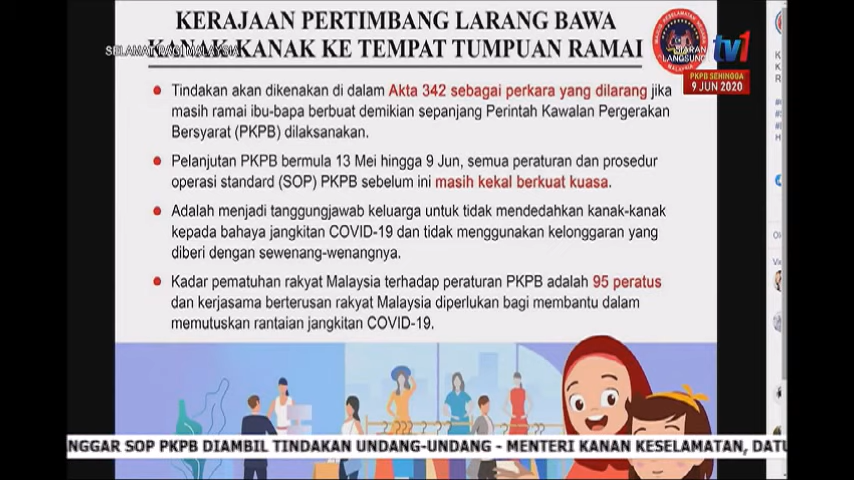 KERAJAAN PERTIMBANG LARANG BAWA
KANAK-KANAK KE TEMPAT TUMPUAN RAMAI
SELAMAT PAGI MALAYSIA
SIARAN
LANGSUNG
MALAYSIA
tv1
PKPB SEHINGGA
9 JUN 2020
Tindakan akan dikenakan di dalam Akta 342 sebagai perkara yang dilarang jika
masih ramai ibu-bapa berbuat demikian sepanjang Perintah Kawalan Pergerakan
Bersyarat (PKPB) dilaksanakan.
Pelanjutan PKPB bermula 13 Mei hingga 9 Jun, semua peraturan dan prosedur
operasi standard (SOP) PKPB sebelum ini masih kekal berkuat kuasa.
Adalah menjadi tanggungjawab keluarga untuk tidak mendedahkan kanak-kanak
kepada bahaya jangkitan COVID-19 dan tidak menggunakan kelonggaran yang
diberi dengan sewenang-wenangnya.
Kadar pematuhan rakyat Malaysia terhadap peraturan PKPB adalah 95 peratus
dan kerjasama berterusan rakyat Malaysia diperlukan bagi membantu dalam
memutuskan rantaian jangkitan COVID-19.
NGGAR SOP PKPB DIAMBIL TINDAKAN UNDANG-UNDANG - MENTERI KANAN KESELAMATAN, DATU